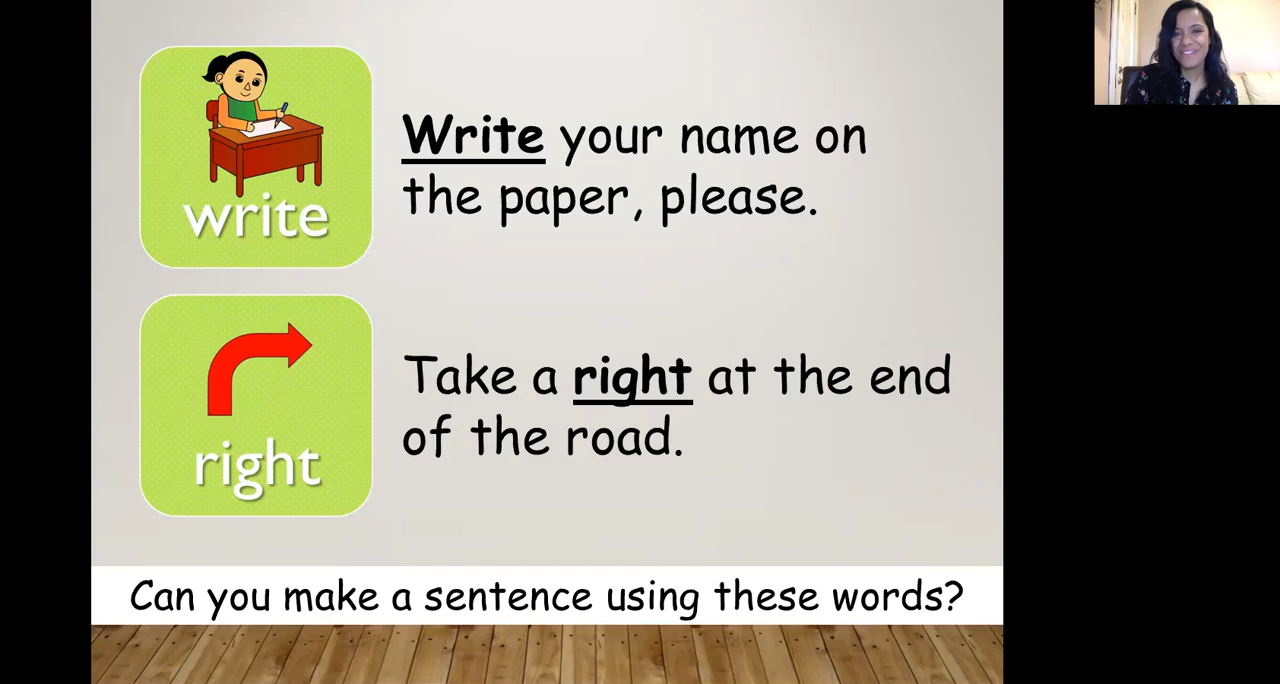 write
Write your name on
the paper, please.
right
Take a right at the end
of the road.
Can you make a sentence using these words?